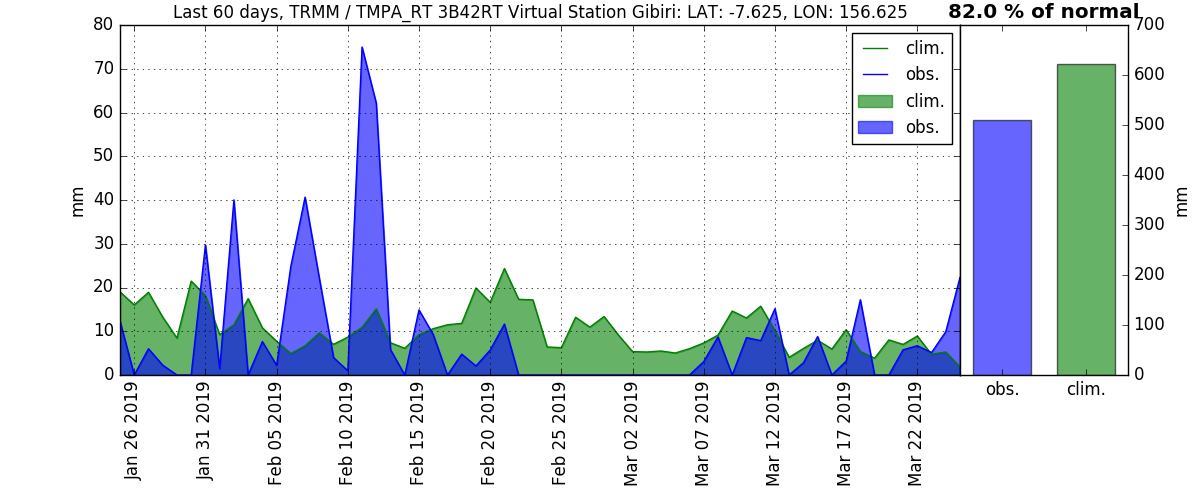 Last 60 days, TRMM / TMPA_RT 3B42RT Virtual Station Gibiri: LAT: -7.625, LON: 156.625
82.0 % of normal
80
70
60
50
40
30
20
10
0
mm
clim.
obs.
clim.
obs.
700
600
500
400
300
200
100
0
mm
obs.
clim.
Jan 26 2019
Jan 31 2019
Feb 05 2019
Feb 10 2019
Feb 15 2019
Feb 20 2019
Feb 25 2019
Mar 02 2019
Mar 07 2019
Mar 12 2019
Mar 17 2019
Mar 22 2019